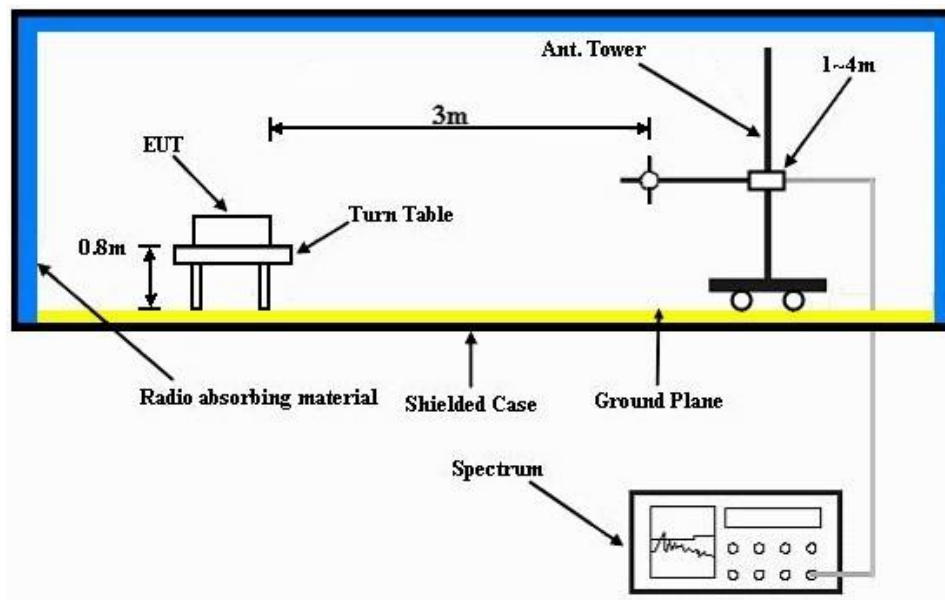 Ant. Tower
1~4m
3m
EUT
Turn Table
0.8m
Radio absorbing material
Shielded Case
Ground Plane
Spectrum